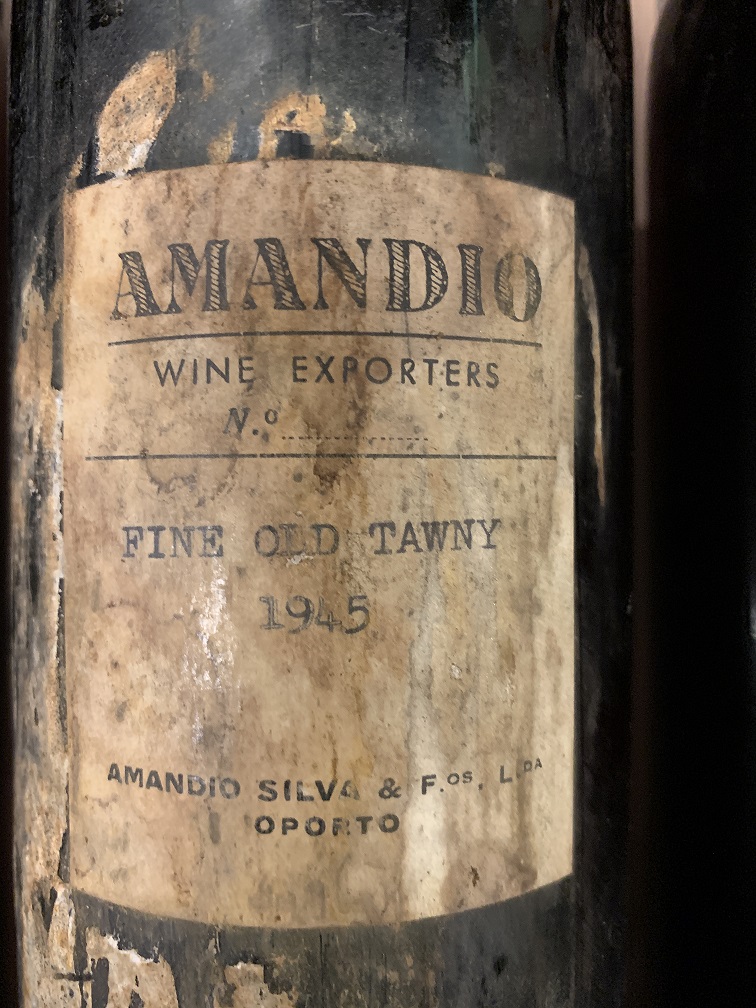 AMANDIO
WINE EXPORTERS
N.º ....................
FINE OLD TAWNY
1945
AMANDIO SILVA & F.OS, L.DA
OPORTO